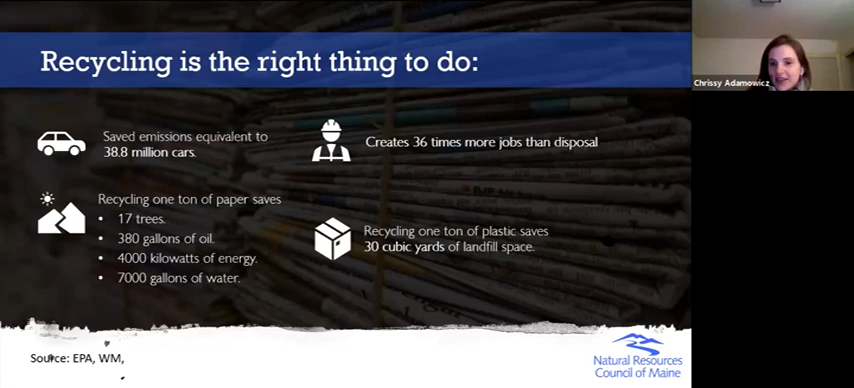 Recycling is the right thing to do:
Saved emissions equivalent to
38.8 million cars.
Creates 36 times more jobs than disposal
Recycling one ton of paper saves
• 17 trees.
• 380 gallons of oil.
• 4000 kilowatts of energy.
• 7000 gallons of water.
Recycling one ton of plastic saves
30 cubic yards of landfill space.
Source: EPA, WM,
Natural Resources
Council of Maine
Chrissy Adamowicz